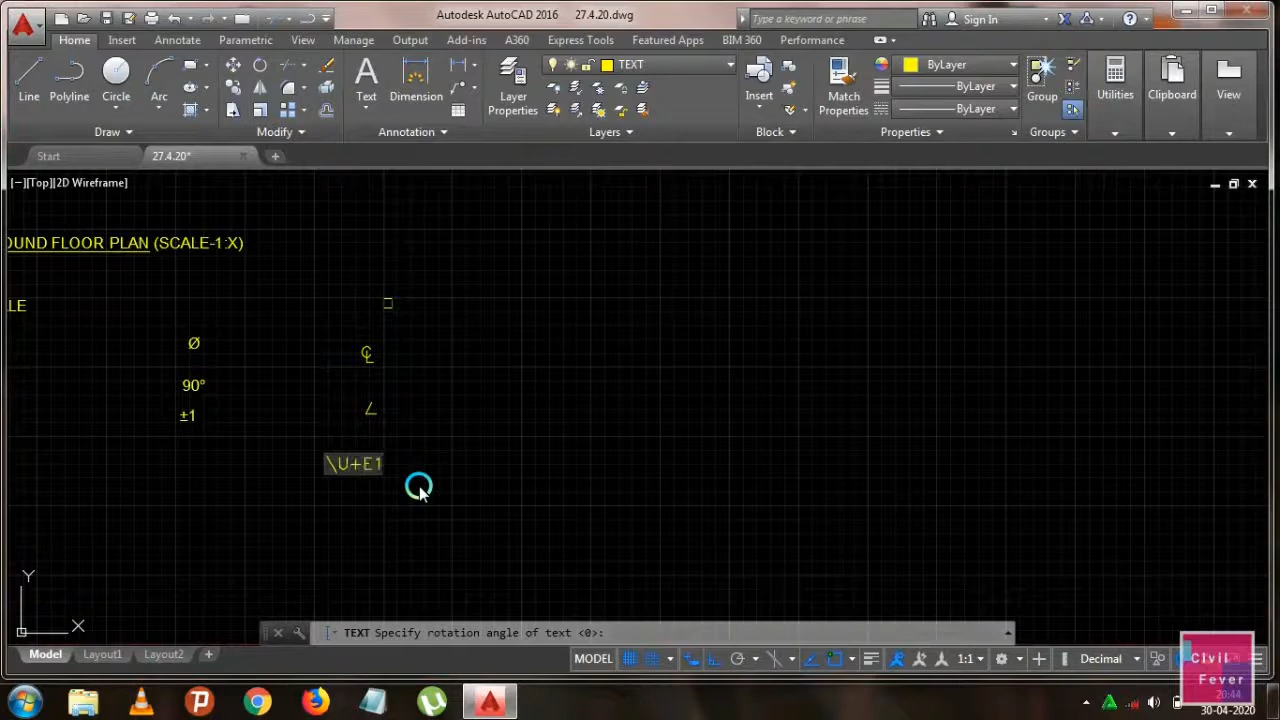 Autodesk AutoCAD 2016 27.4.20.dwg
Type a keyword or phrase
Sign In
Home Insert Annotate Parametric View Manage Output Add-ins A360 Express Tools Featured Apps BIM 360 Performance
TEXT
ByLayer
ByLayer
ByLayer
Line Polyline Circle Arc Text Dimension Layer Properties Insert Match Properties Group Utilities Clipboard View
Draw Modify Annotation Layers Block Properties Groups
Start 27.4.20*
[−][Top][2D Wireframe]
OUND FLOOR PLAN (SCALE-1:X)
LE
Ø
℄
90°
∠
±1
\U+E1
Y
X
TEXT Specify rotation angle of text <0>:
Model Layout1 Layout2
MODEL 1:1 Decimal
Civil
Fever
20:44
30-04-2020